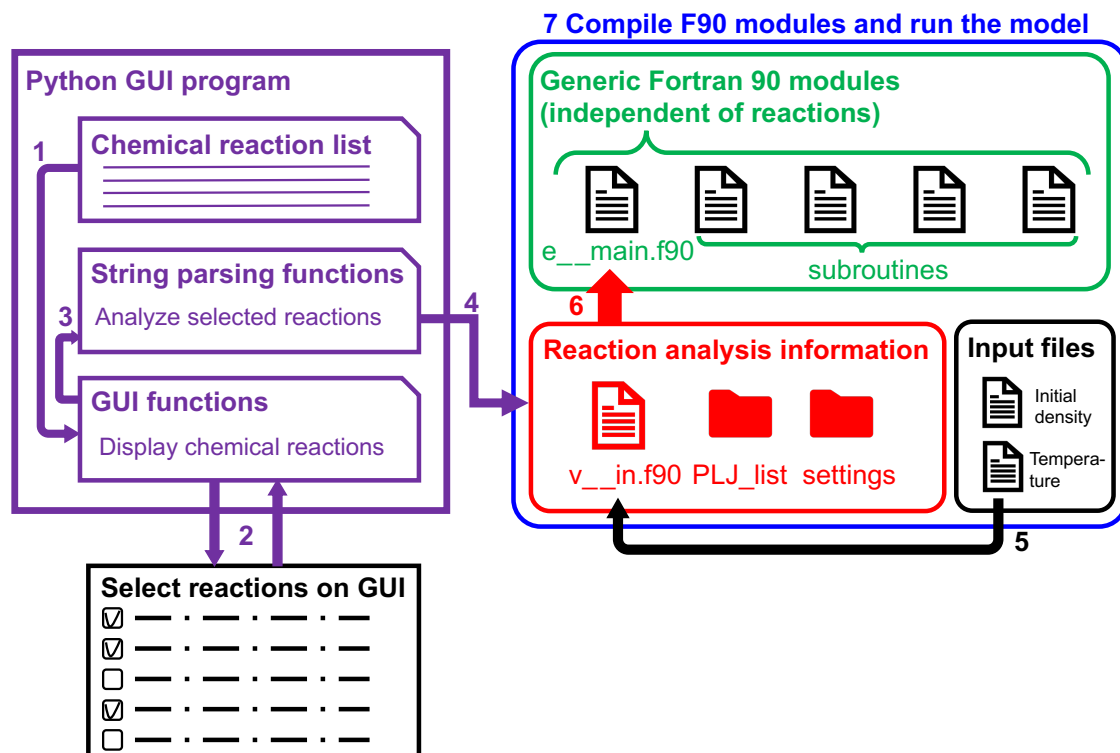 7 Compile F90 modules and run the model
Python GUI program
1
Chemical reaction list
String parsing functions
3
Analyze selected reactions
4
GUI functions
Display chemical reactions
2
Select reactions on GUI
Generic Fortran 90 modules
(independent of reactions)
e__main.f90
subroutines
6
Reaction analysis information
v__in.f90 PLJ_list settings
Input files
Initial
density
Tempera-
ture
5